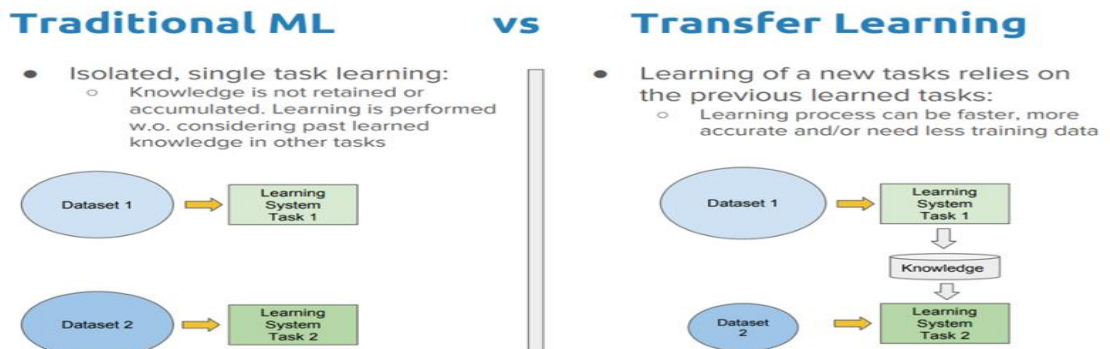 Traditional ML vs Transfer Learning
Isolated, single task learning:
Knowledge is not retained or
accumulated. Learning is performed
w.o. considering past learned
knowledge in other tasks
Dataset 1
Learning
System
Task 1
Dataset 2
Learning
System
Task 2
Learning of a new tasks relies on
the previous learned tasks:
Learning process can be faster, more
accurate and/or need less training data
Dataset 1
Learning
System
Task 1
Knowledge
Dataset
2
Learning
System
Task 2